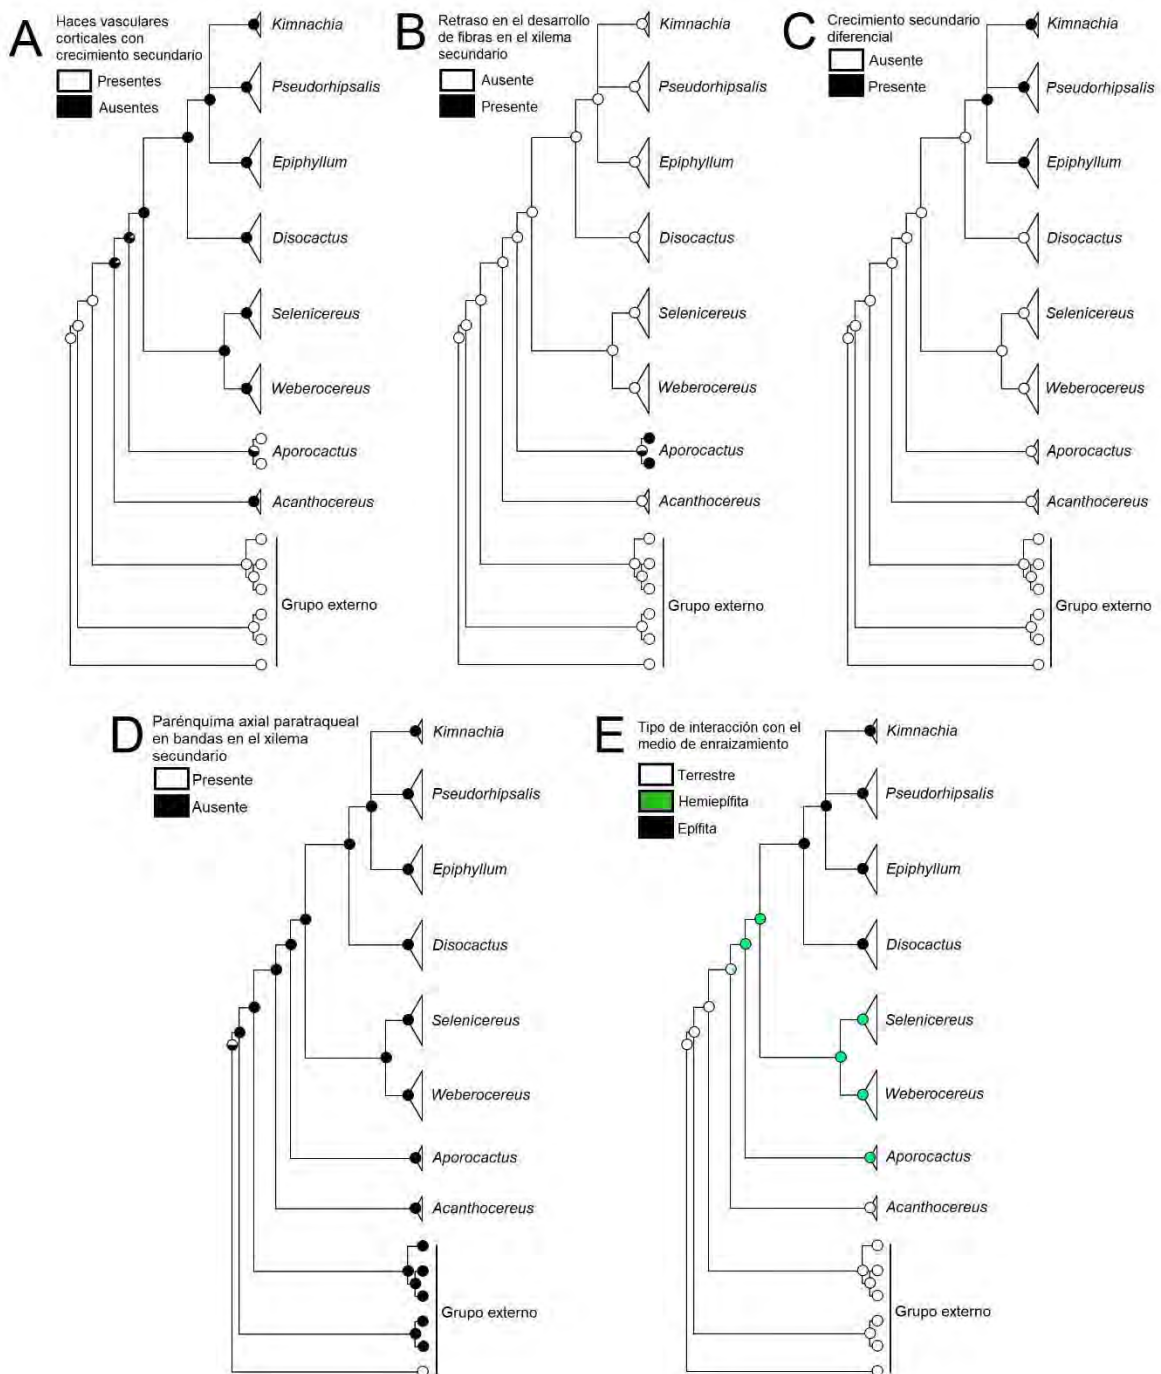 A
Haces vasculares
corticales con
crecimiento secundario
Presentes
Ausentes
Kimnachia
Pseudorhipsalis
Epiphyllum
Disocactus
Selenicereus
Weberocereus
Aporocactus
Acanthocereus
Grupo externo
B
Retraso en el desarrollo
de fibras en el xilema
secundario
Ausente
Presente
Kimnachia
Pseudorhipsalis
Epiphyllum
Disocactus
Selenicereus
Weberocereus
Aporocactus
Acanthocereus
Grupo externo
C
Crecimiento secundario
diferencial
Ausente
Presente
Kimnachia
Pseudorhipsalis
Epiphyllum
Disocactus
Selenicereus
Weberocereus
Aporocactus
Acanthocereus
Grupo externo
D
Parénquima axial paratraqueal
en bandas en el xilema
secundario
Presente
Ausente
Kimnachia
Pseudorhipsalis
Epiphyllum
Disocactus
Selenicereus
Weberocereus
Aporocactus
Acanthocereus
Grupo externo
E
Tipo de interacción con el
medio de enraizamiento
Terrestre
Hemiepífita
Epífita
Kimnachia
Pseudorhipsalis
Epiphyllum
Disocactus
Selenicereus
Weberocereus
Aporocactus
Acanthocereus
Grupo externo